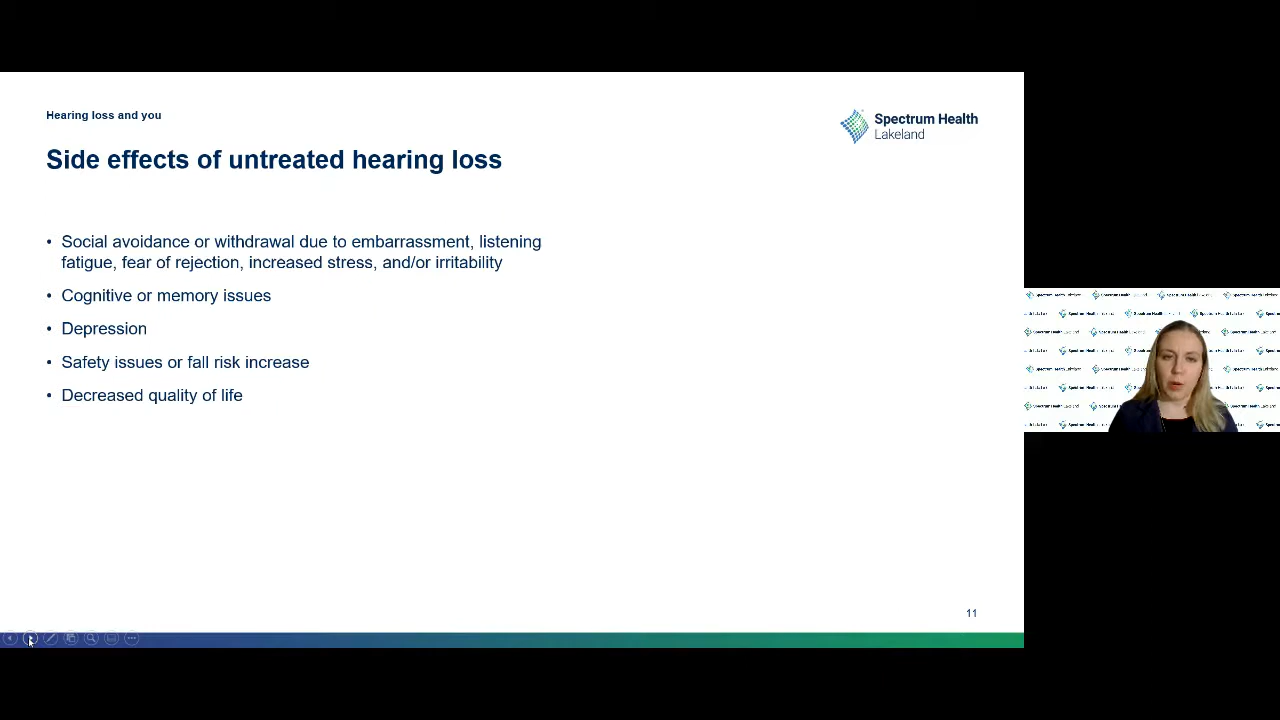 Hearing loss and you
Spectrum Health
Lakeland
Side effects of untreated hearing loss
• Social avoidance or withdrawal due to embarrassment, listening
fatigue, fear of rejection, increased stress, and/or irritability
• Cognitive or memory issues
• Depression
• Safety issues or fall risk increase
• Decreased quality of life
11